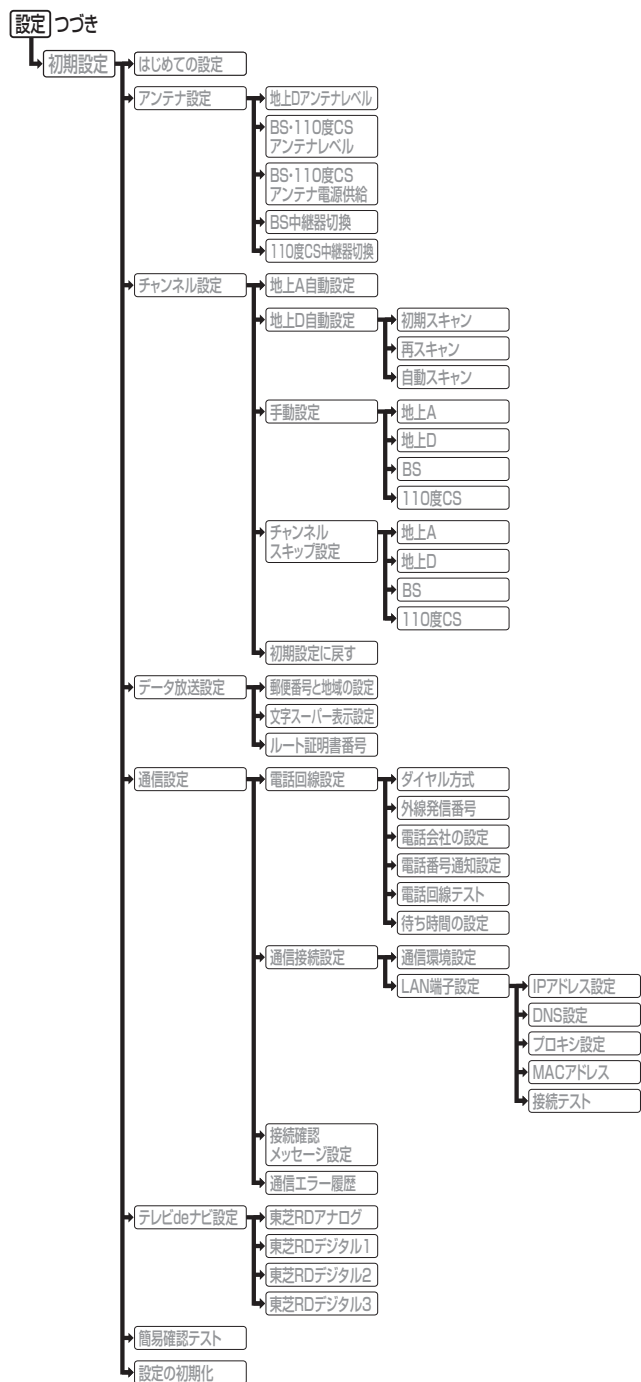 設定 つづき
初期設定
はじめての設定
アンテナ設定
地上Dアンテナレベル
BS・110度CS
アンテナレベル
BS・110度CS
アンテナ電源供給
BS中継器切換
110度CS中継器切換
チャンネル設定
地上A自動設定
地上D自動設定
初期スキャン
再スキャン
自動スキャン
手動設定
地上A
地上D
BS
110度CS
チャンネル
スキップ設定
地上A
地上D
BS
110度CS
初期設定に戻す
データ放送設定
郵便番号と地域の設定
文字スーパー表示設定
ルート証明書番号
通信設定
電話回線設定
ダイヤル方式
外線発信番号
電話会社の設定
電話番号通知設定
電話回線テスト
待ち時間の設定
通信接続設定
通信環境設定
LAN端子設定
IPアドレス設定
DNS設定
プロキシ設定
MACアドレス
接続テスト
接続確認
メッセージ設定
通信エラー履歴
テレビdeナビ設定
東芝RDアナログ
東芝RDデジタル1
東芝RDデジタル2
東芝RDデジタル3
簡易確認テスト
設定の初期化